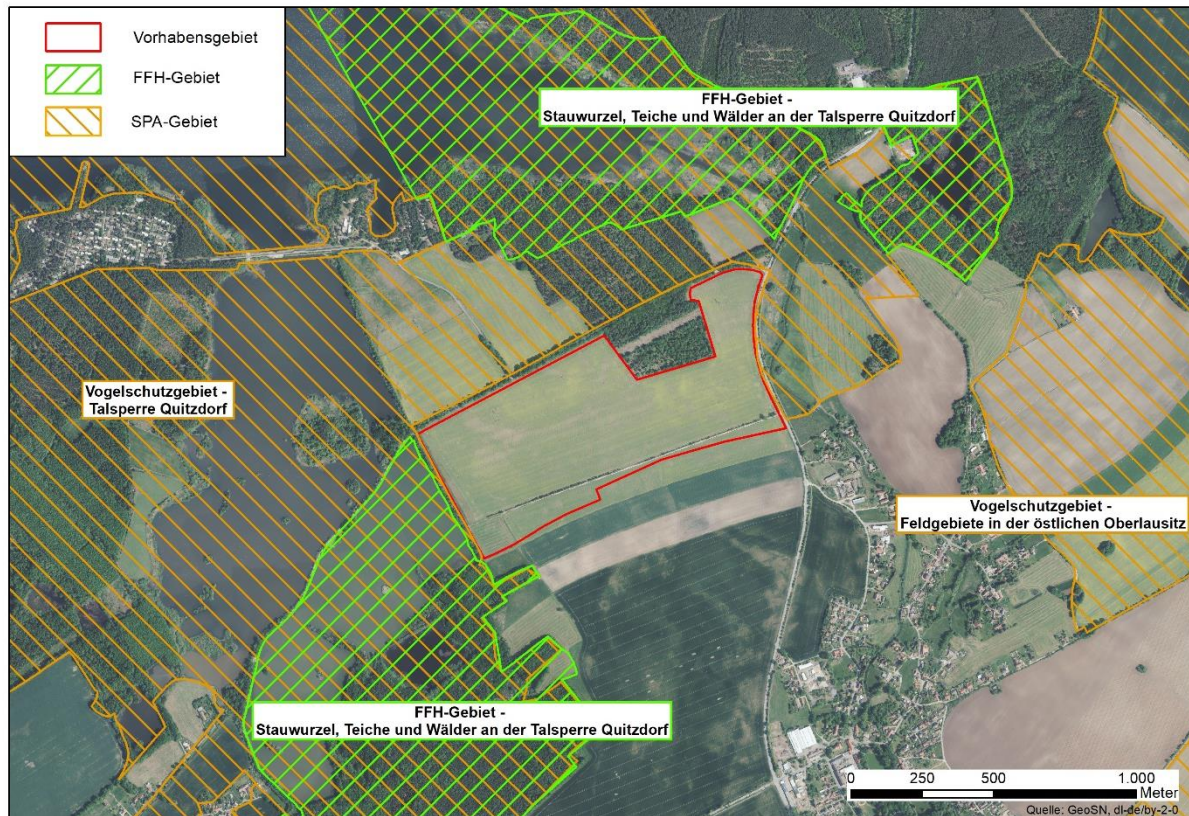 Vorhabensgebiet
FFH-Gebiet
SPA-Gebiet
FFH-Gebiet -
Stauwurzel, Teiche und Wälder an der Talsperre Quitzdorf
Vogelschutzgebiet -
Talsperre Quitzdorf
Vogelschutzgebiet -
Feldgebiete in der östlichen Oberlausitz
FFH-Gebiet -
Stauwurzel, Teiche und Wälder an der Talsperre Quitzdorf
0 250 500 1.000
Meter
Quelle: GeoSN, dl-de/by-2-0